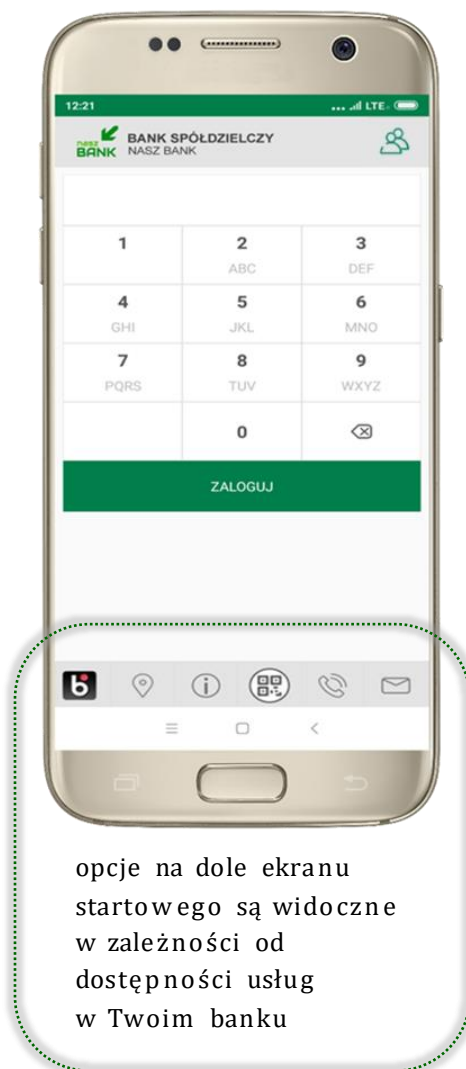 12:21 ... LTE
nasz BANK BANK SPÓŁDZIELCZY
NASZ BANK
1 2 3
ABC DEF
4 5 6
GHI JKL MNO
7 8 9
PQRS TUV WXYZ
0
ZALOGUJ
b
opcje na dole ekranu
startowego są widoczne
w zależności od
dostępności usług
w Twoim banku